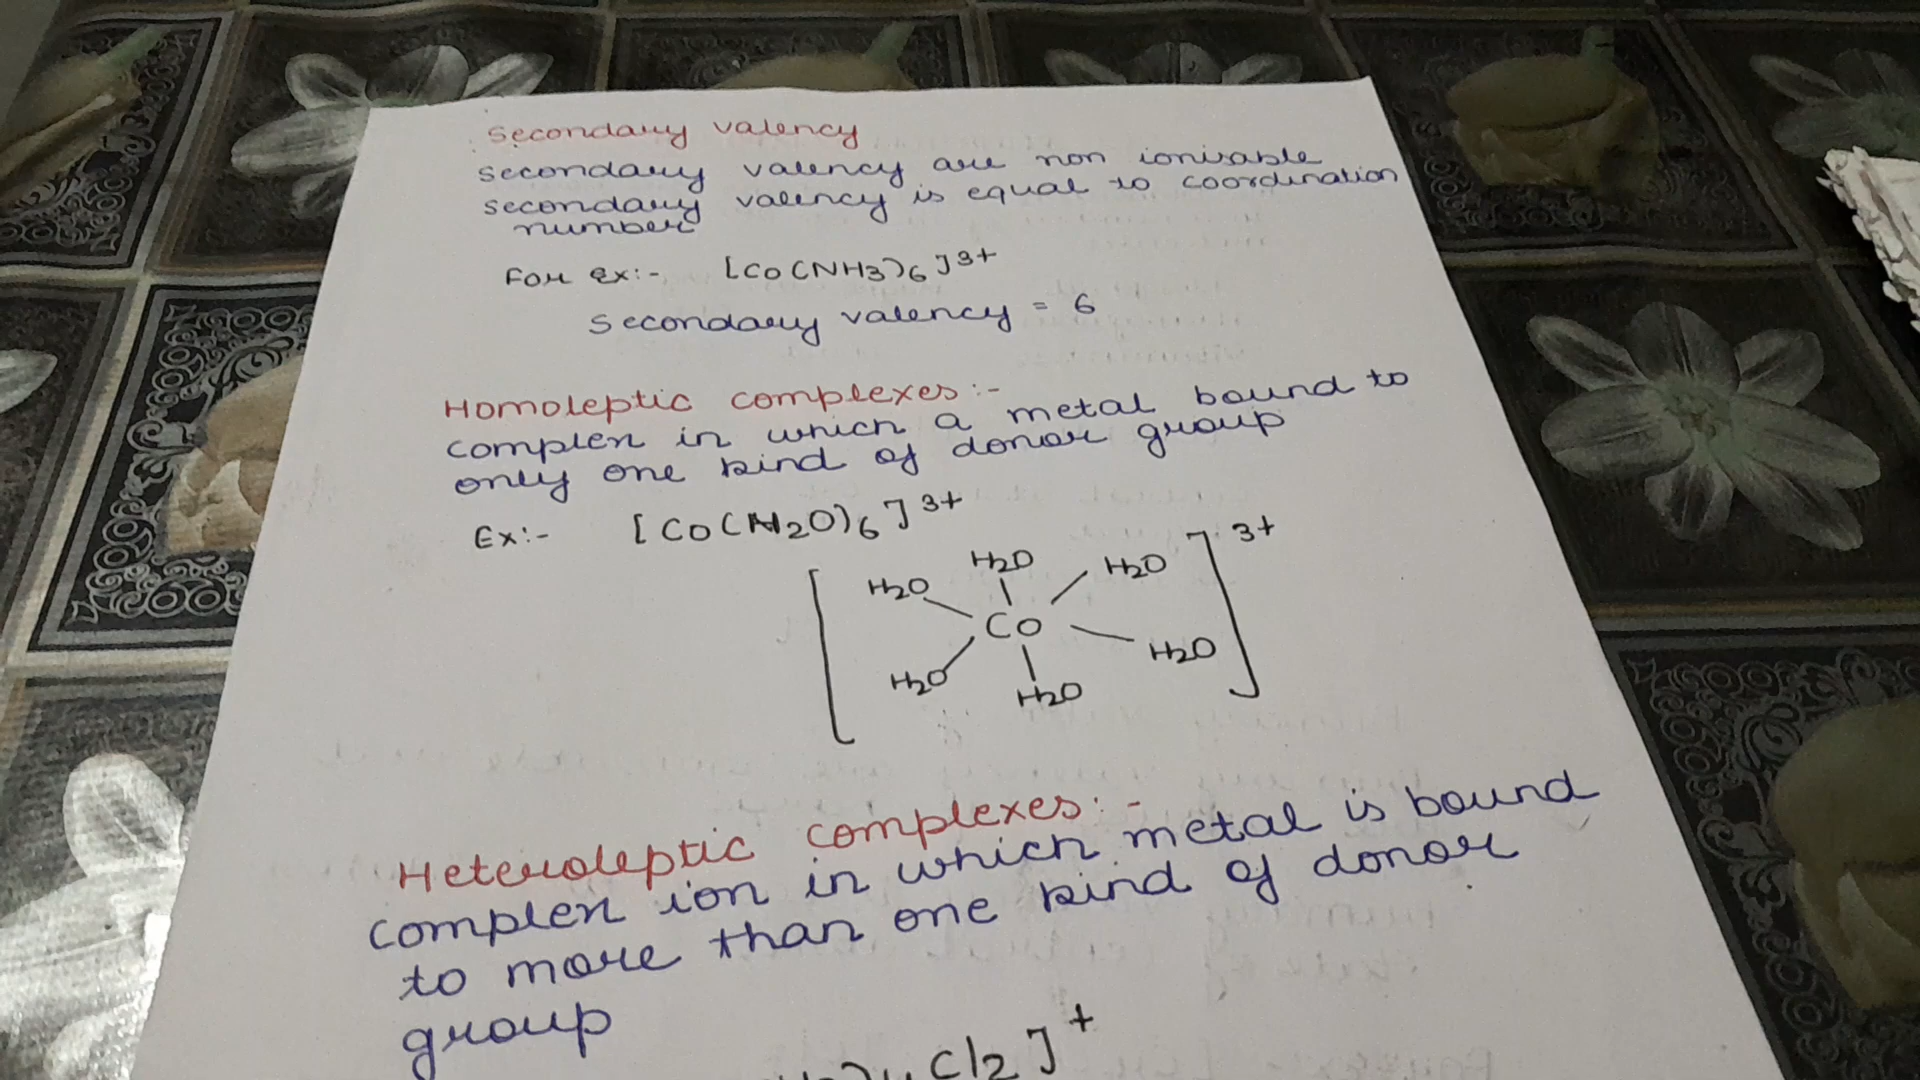 Secondary valency
secondary valency are non ionisable
secondary valency is equal to coordination
number
For Ex:- [Co(NH3)6]3+
Secondary valency = 6
Homoleptic complexes:-
complex in which a metal bound to
only one kind of donor group
Ex:- [Co(H2O)6]3+
3+
H2O H2O H2O
Co
H2O H2O H2O
Heteroleptic complexes:-
complex ion in which metal is bound
to more than one kind of donor
group
Cl2]+